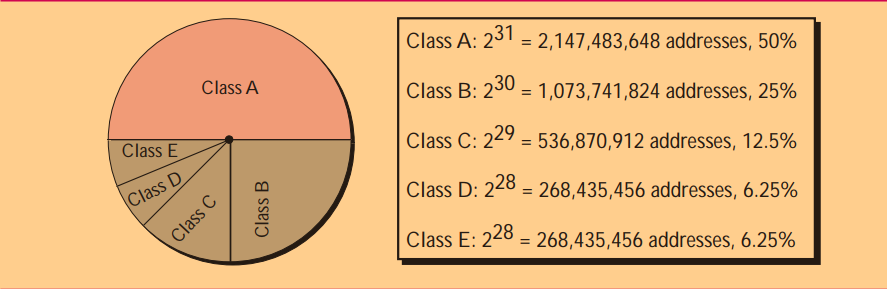 Class A
Class E
Class D
Class C
Class B
Class A: 2³¹ = 2,147,483,648 addresses, 50%
Class B: 2³⁰ = 1,073,741,824 addresses, 25%
Class C: 2²⁹ = 536,870,912 addresses, 12.5%
Class D: 2²⁸ = 268,435,456 addresses, 6.25%
Class E: 2²⁸ = 268,435,456 addresses, 6.25%